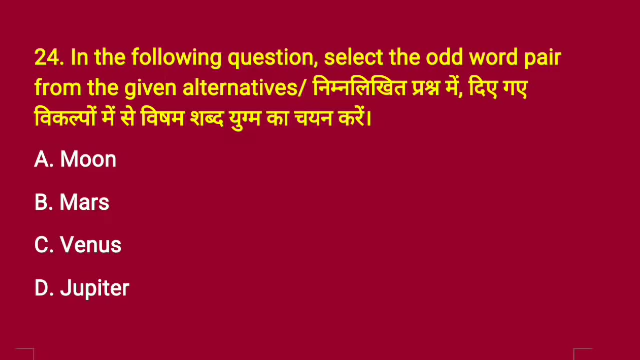 24. In the following question, select the odd word pair
from the given alternatives/ निम्नलिखित प्रश्न में, दिए गए
विकल्पों में से विषम शब्द युग्म का चयन करें।
A. Moon
B. Mars
C. Venus
D. Jupiter